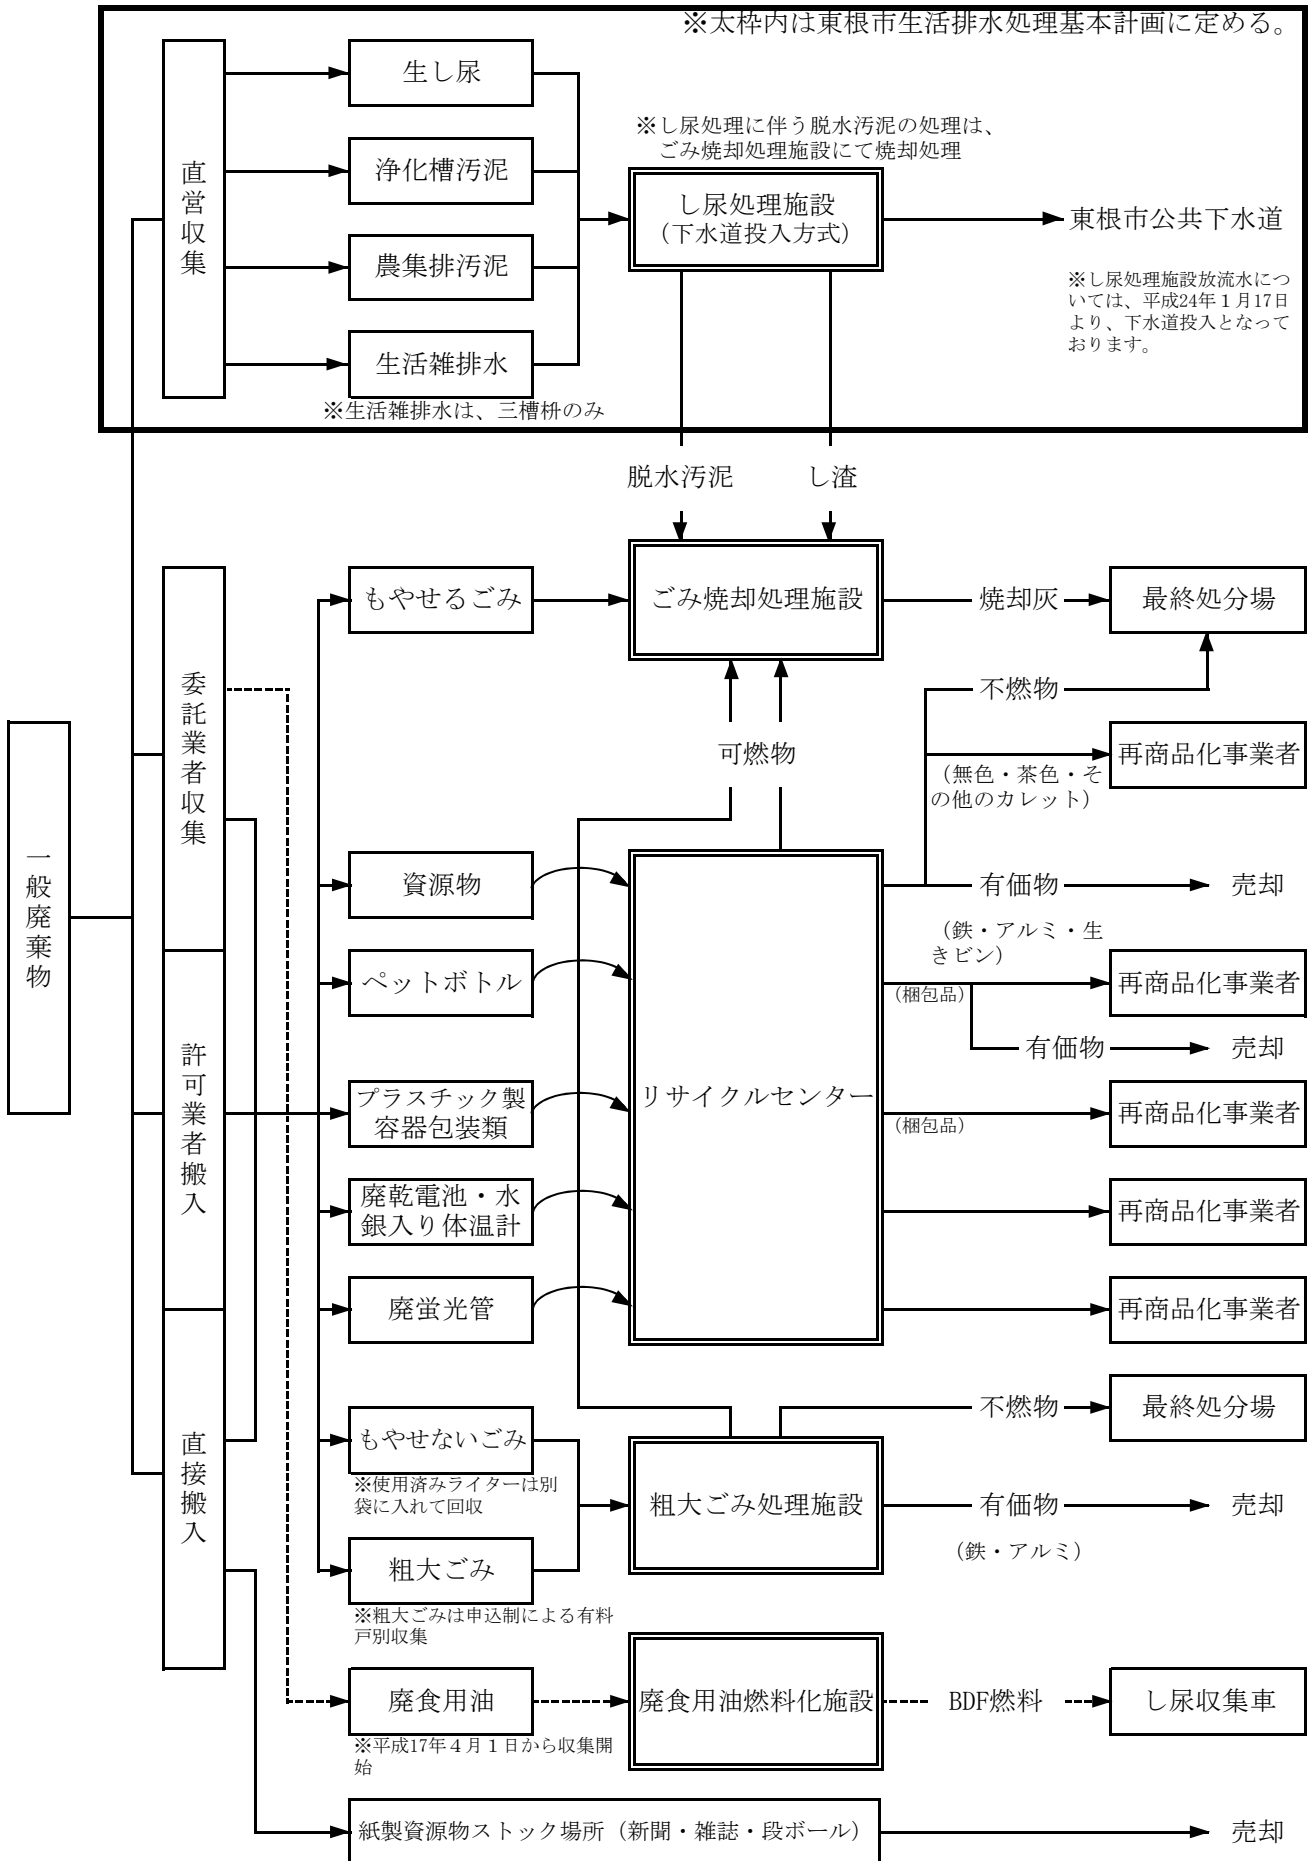 ※太枠内は東根市生活排水処理基本計画に定める。
直営収集
生し尿
浄化槽汚泥
農集排汚泥
生活雑排水
※生活雑排水は、三槽枡のみ
※し尿処理に伴う脱水汚泥の処理は、
ごみ焼却処理施設にて焼却処理
し尿処理施設
(下水道投入方式)
東根市公共下水道
※し尿処理施設放流水につ
いては、平成24年１月17日
より、下水道投入となって
おります。
脱水汚泥
し渣
一般廃棄物
委託業者収集
許可業者搬入
直接搬入
もやせるごみ
ごみ焼却処理施設
焼却灰
最終処分場
不燃物
可燃物
再商品化事業者
（無色・茶色・そ
の他のカレット）
資源物
有価物
売却
（鉄・アルミ・生
きビン）
ペットボトル
(梱包品)
再商品化事業者
有価物
売却
リサイクルセンター
プラスチック製
容器包装類
(梱包品)
再商品化事業者
廃乾電池・水
銀入り体温計
再商品化事業者
廃蛍光管
再商品化事業者
もやせないごみ
※使用済みライターは別
袋に入れて回収
不燃物
最終処分場
粗大ごみ処理施設
有価物
売却
（鉄・アルミ）
粗大ごみ
※粗大ごみは申込制による有料
戸別収集
廃食用油
※平成17年４月１日から収集開
始
廃食用油燃料化施設
BDF燃料
し尿収集車
紙製資源物ストック場所（新聞・雑誌・段ボール）
売却